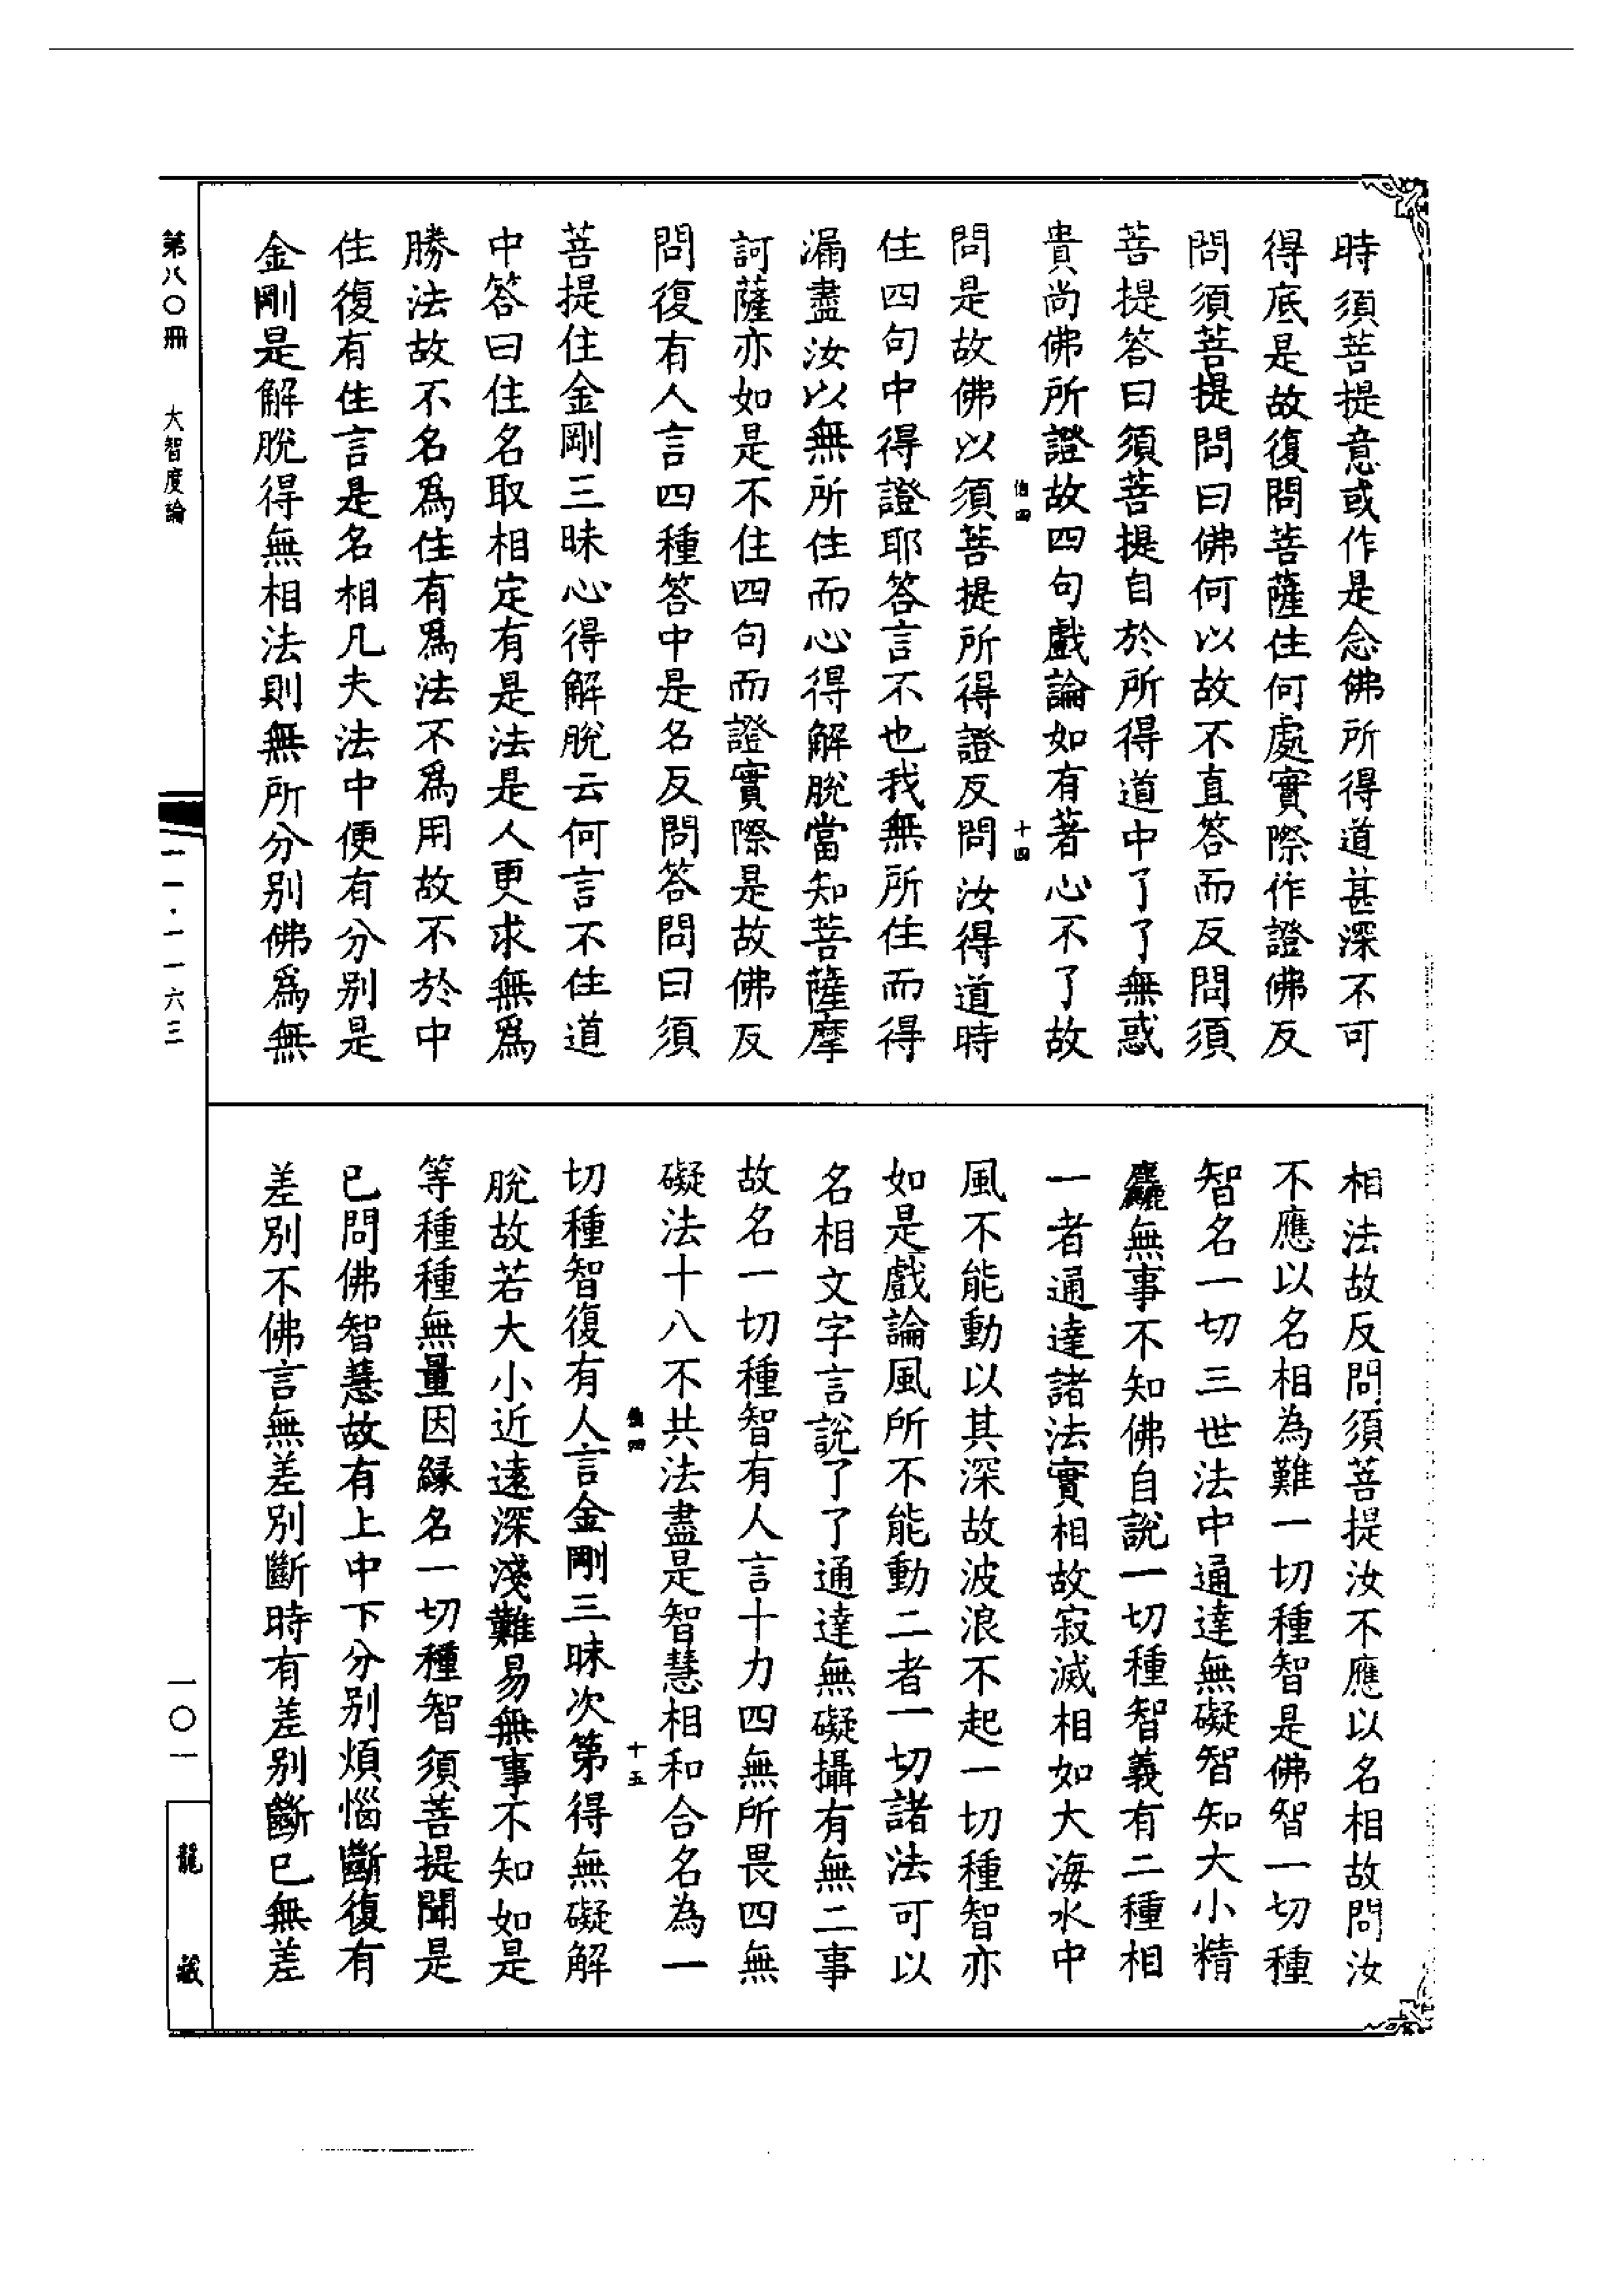 時須菩提意或作是念佛所得道甚深不可
得底是故復問菩薩住何處實際作證佛反
問須菩提問曰佛何以故不直答而反問須
菩提答曰須菩提自於所得道中了了無惑
貴尚佛所證故四句戲論如有著心不了故
伯四
十四
問是故佛以須菩提所得證反問汝得道時
住四句中得證耶答言不也我無所住而得
漏盡汝以無所住而心得解脫當知菩薩摩
訶薩亦如是不住四句而證實際是故佛反
問復有人言四種答中是名反問答問曰須
菩提住金剛三昧心得解脫云何言不住道
中答曰住名取相定有是法是人更求無為
勝法故不名為住有為法不為用故不於中
住復有住言是名相凡夫法中便有分別是
金剛是解脫得無相法則無所分別佛為無
相法故反問須菩提汝不應以名相故問汝
不應以名相為難一切種智是佛智一切種
智名一切三世法中通達無礙智知大小精
麤無事不知佛自說一切種智義有二種相
一者通達諸法實相故寂滅相如大海水中
風不能動以其深故波浪不起一切種智亦
如是戲論風所不能動二者一切諸法可以
名相文字言說了了通達無礙攝有無二事
故名一切種智有人言十力四無所畏四無
礙法十八不共法盡是智慧相和合名為一
伯四
十五
切種智復有人言金剛三昧次第得無礙解
脫故若大小近遠深淺難易無事不知如是
等種種無量因緣名一切種智須菩提聞是
已問佛智慧故有上中下分別煩惱斷復有
差別不佛言無差別斷時有差別斷已無差
第八〇冊
大智度論
一一·一一六三
一〇一
龍藏